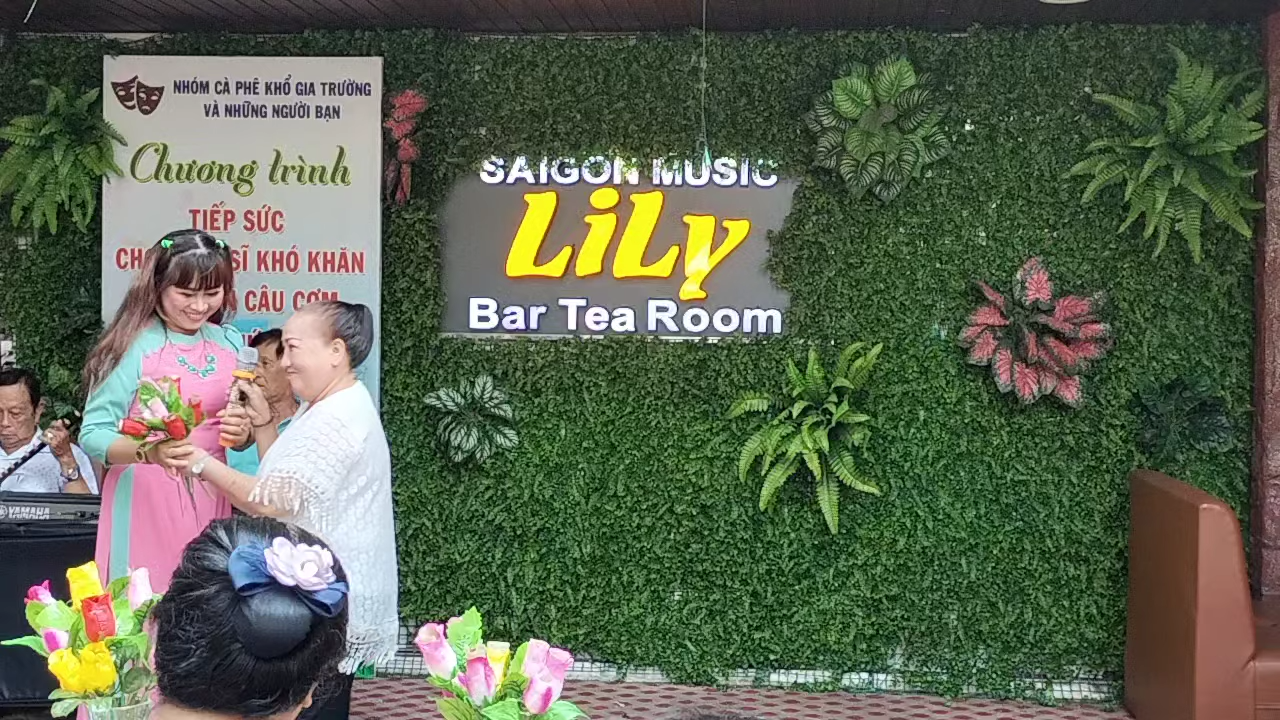 NHÓM CÀ PHÊ KHỔ GIA TRƯỜNG
VÀ NHỮNG NGƯỜI BẠN
Chương trình
TIẾP SỨC
SĨ KHÓ KHĂN
CÂU CƠM
SAIGON MUSIC
LiLy
Bar Tea Room
YAMAHA